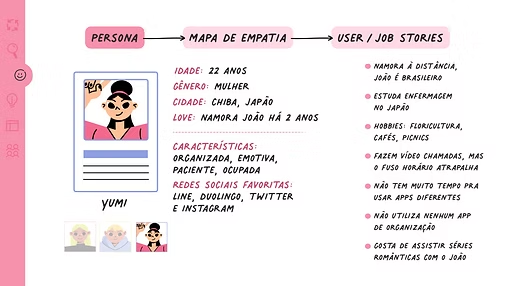 PERSONA
MAPA DE EMPATIA
USER / JOB STORIES
IDADE: 22 ANOS
GÊNERO: MULHER
CIDADE: CHIBA, JAPÃO
LOVE: NAMORA JOÃO HÁ 2 ANOS
CARACTERÍSTICAS:
ORGANIZADA, EMOTIVA,
PACIENTE, OCUPADA
REDES SOCIAIS FAVORITAS:
LINE, DUOLINGO, TWITTER
E INSTAGRAM
YUMI
NAMORA À DISTÂNCIA,
JOÃO É BRASILEIRO
ESTUDA ENFERMAGEM
NO JAPÃO
HOBBIES: FLORICULTURA,
CAFÉS, PICNICS
FAZEM VÍDEO CHAMADAS, MAS
O FUSO HORÁRIO ATRAPALHA
NÃO TEM MUITO TEMPO PRA
USAR APPS DIFERENTES
NÃO UTILIZA NENHUM APP
DE ORGANIZAÇÃO
GOSTA DE ASSISTIR SÉRIES
ROMÂNTICAS COM O JOÃO